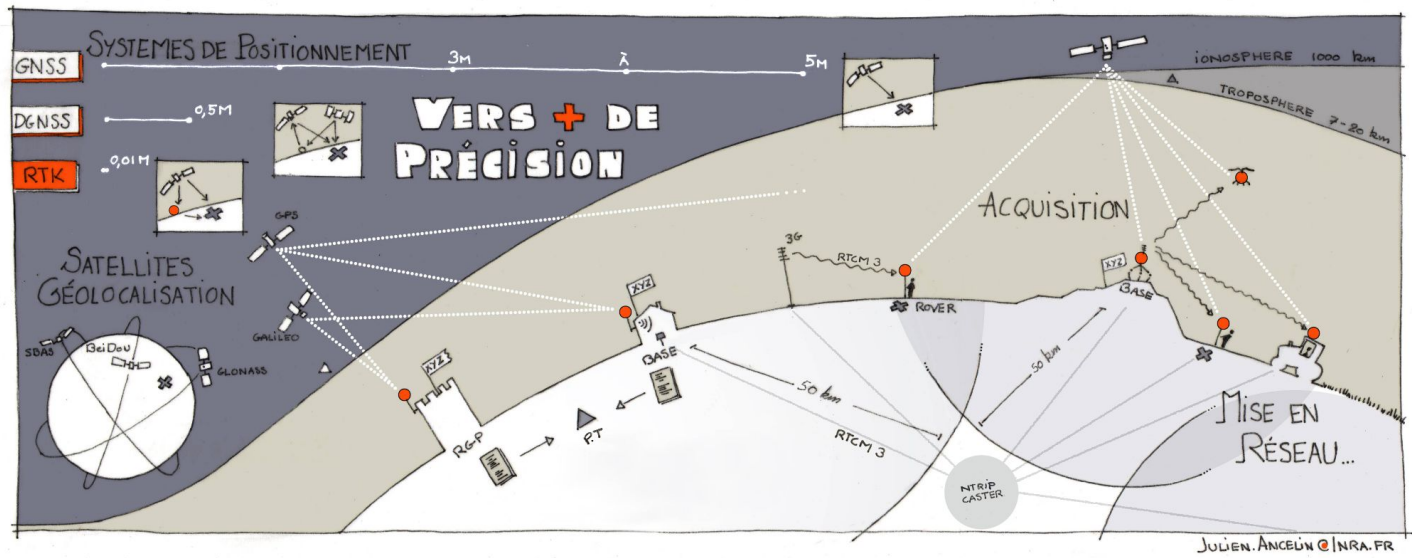 SYSTEMES DE POSITIONNEMENT
GNSS
3M
À
5M
DGNSS
0,5M
RTK
0,01M
VERS + DE
PRÉCISION
IONOSPHERE 1000 km
TROPOSPHERE 7-20 km
ACQUISITION
GPS
SATELLITES
GÉOLOCALISATION
GALILEO
SBAS
BEIDOU
GLONASS
3G
RTCM 3
ROVER
XYZ
BASE
XYZ
BASE
XYZ
RGP
P.T
50 km
RTCM 3
50 km
MISE EN
RÉSEAU...
NTRIP
CASTER
JULIEN.ANCELIN@INRA.FR